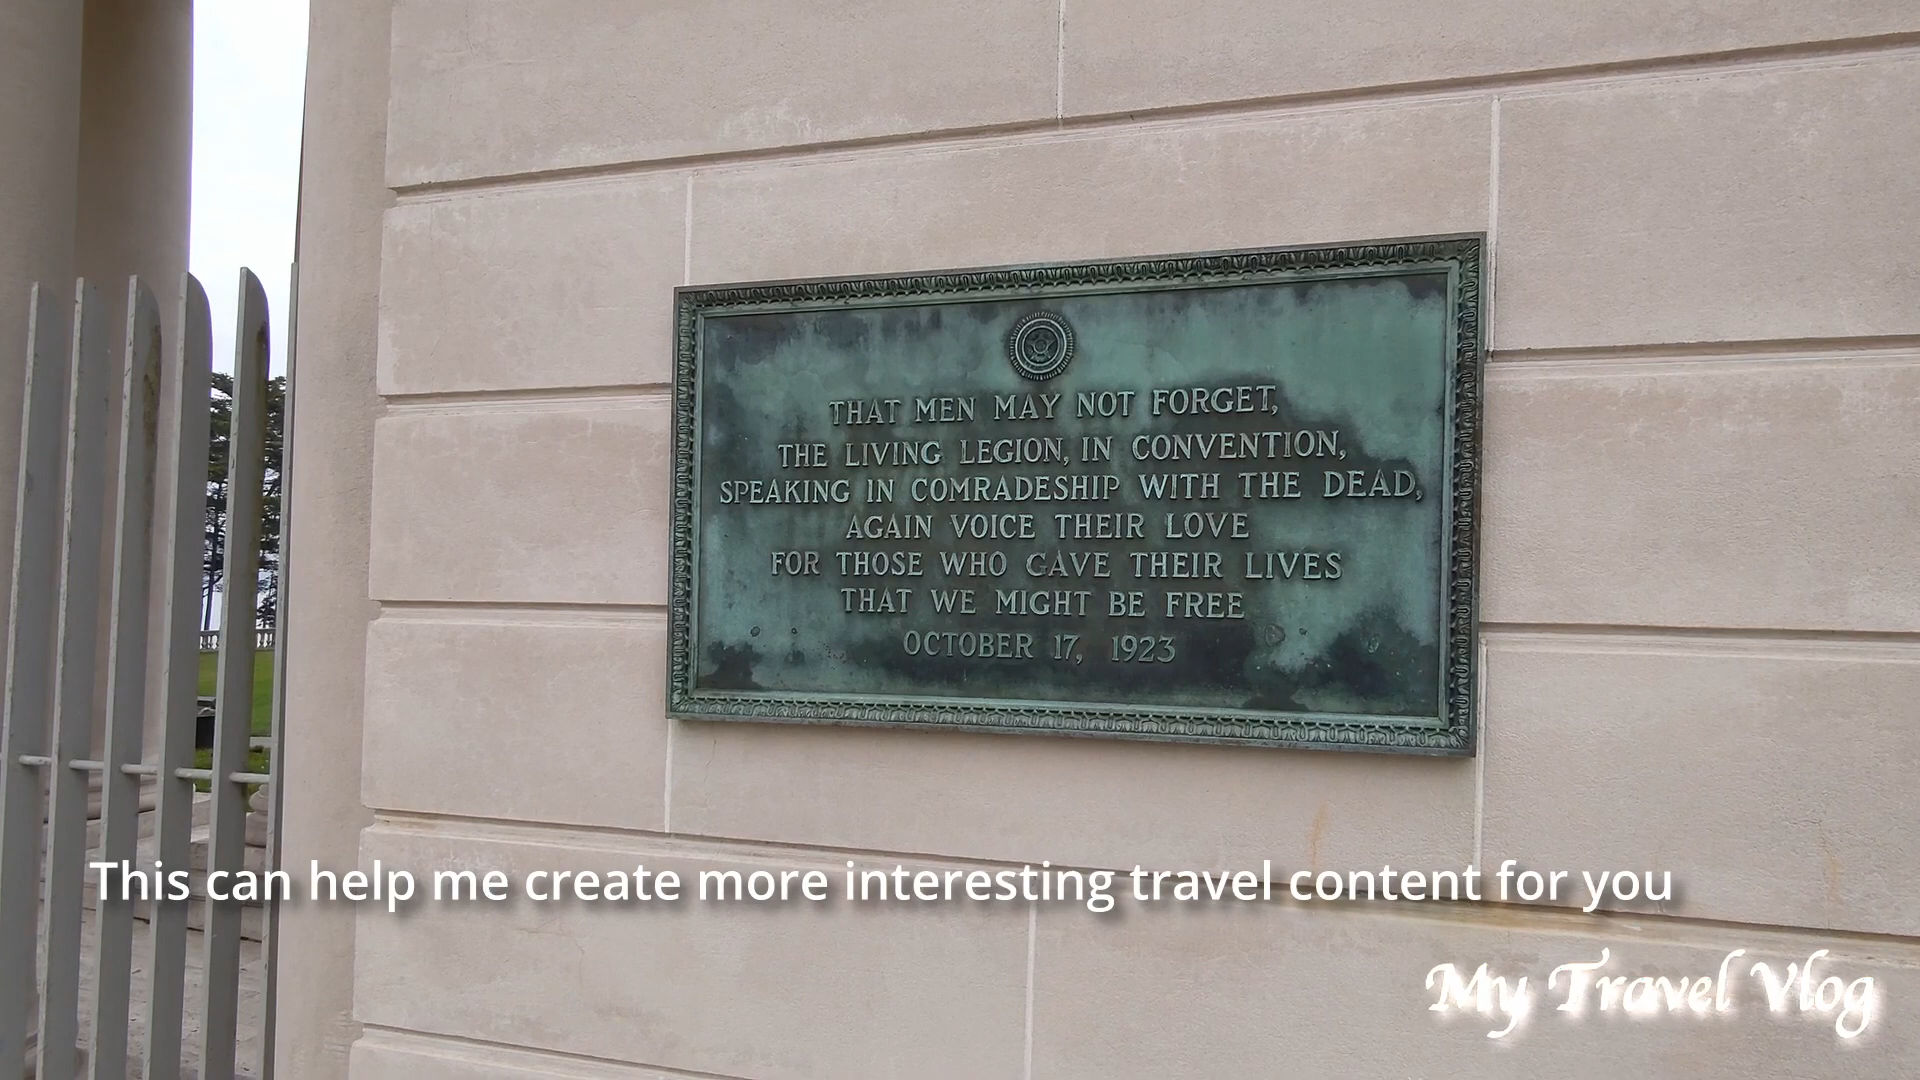 THAT MEN MAY NOT FORGET,
THE LIVING LEGION, IN CONVENTION,
SPEAKING IN COMRADESHIP WITH THE DEAD,
AGAIN VOICE THEIR LOVE
FOR THOSE WHO GAVE THEIR LIVES
THAT WE MIGHT BE FREE
OCTOBER 17, 1923
This can help me create more interesting travel content for you
My Travel Vlog